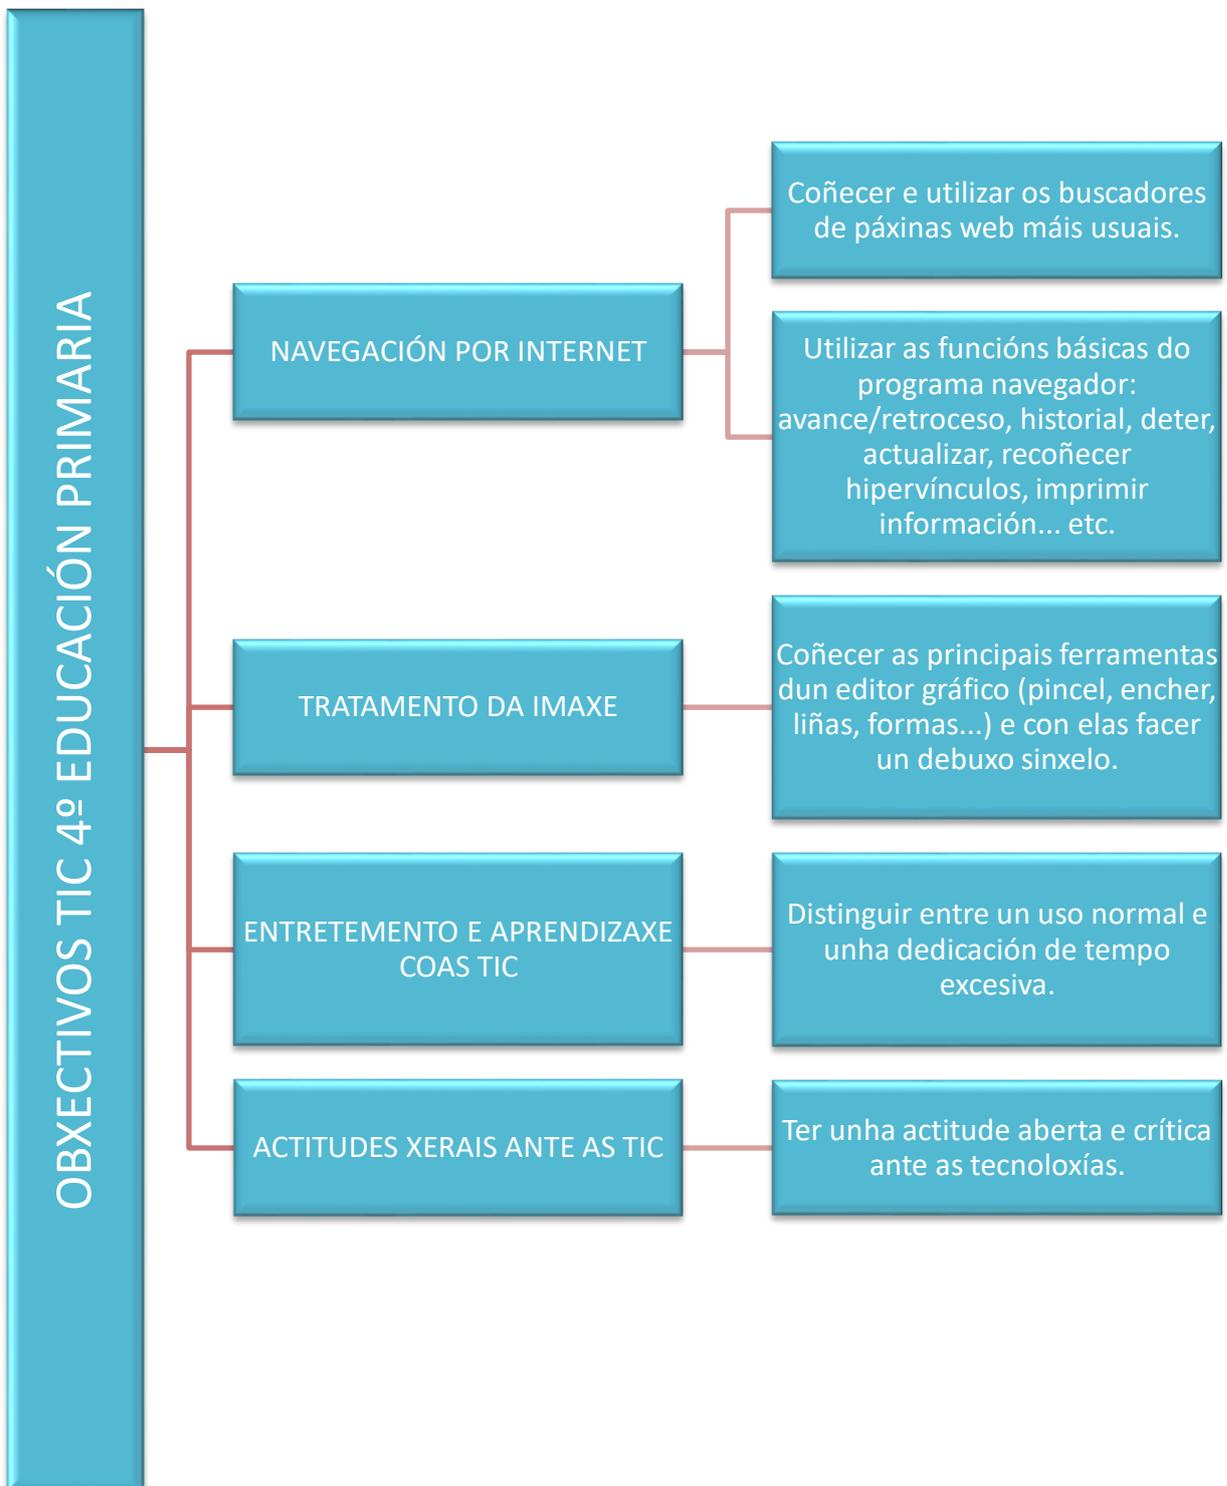 OBXECTIVOS TIC 4º EDUCACIÓN PRIMARIA
NAVEGACIÓN POR INTERNET
Coñecer e utilizar os buscadores
de páxinas web máis usuais.
Utilizar as funcións básicas do
programa navegador:
avance/retroceso, historial, deter,
actualizar, recoñecer
hipervínculos, imprimir
información... etc.
TRATAMENTO DA IMAXE
Coñecer as principais ferramentas
dun editor gráfico (pincel, encher,
liñas, formas...) e con elas facer
un debuxo sinxelo.
ENTRETEMENTO E APRENDIZAXE
COAS TIC
Distinguir entre un uso normal e
unha dedicación de tempo
excesiva.
ACTITUDES XERAIS ANTE AS TIC
Ter unha actitude aberta e crítica
ante as tecnoloxías.